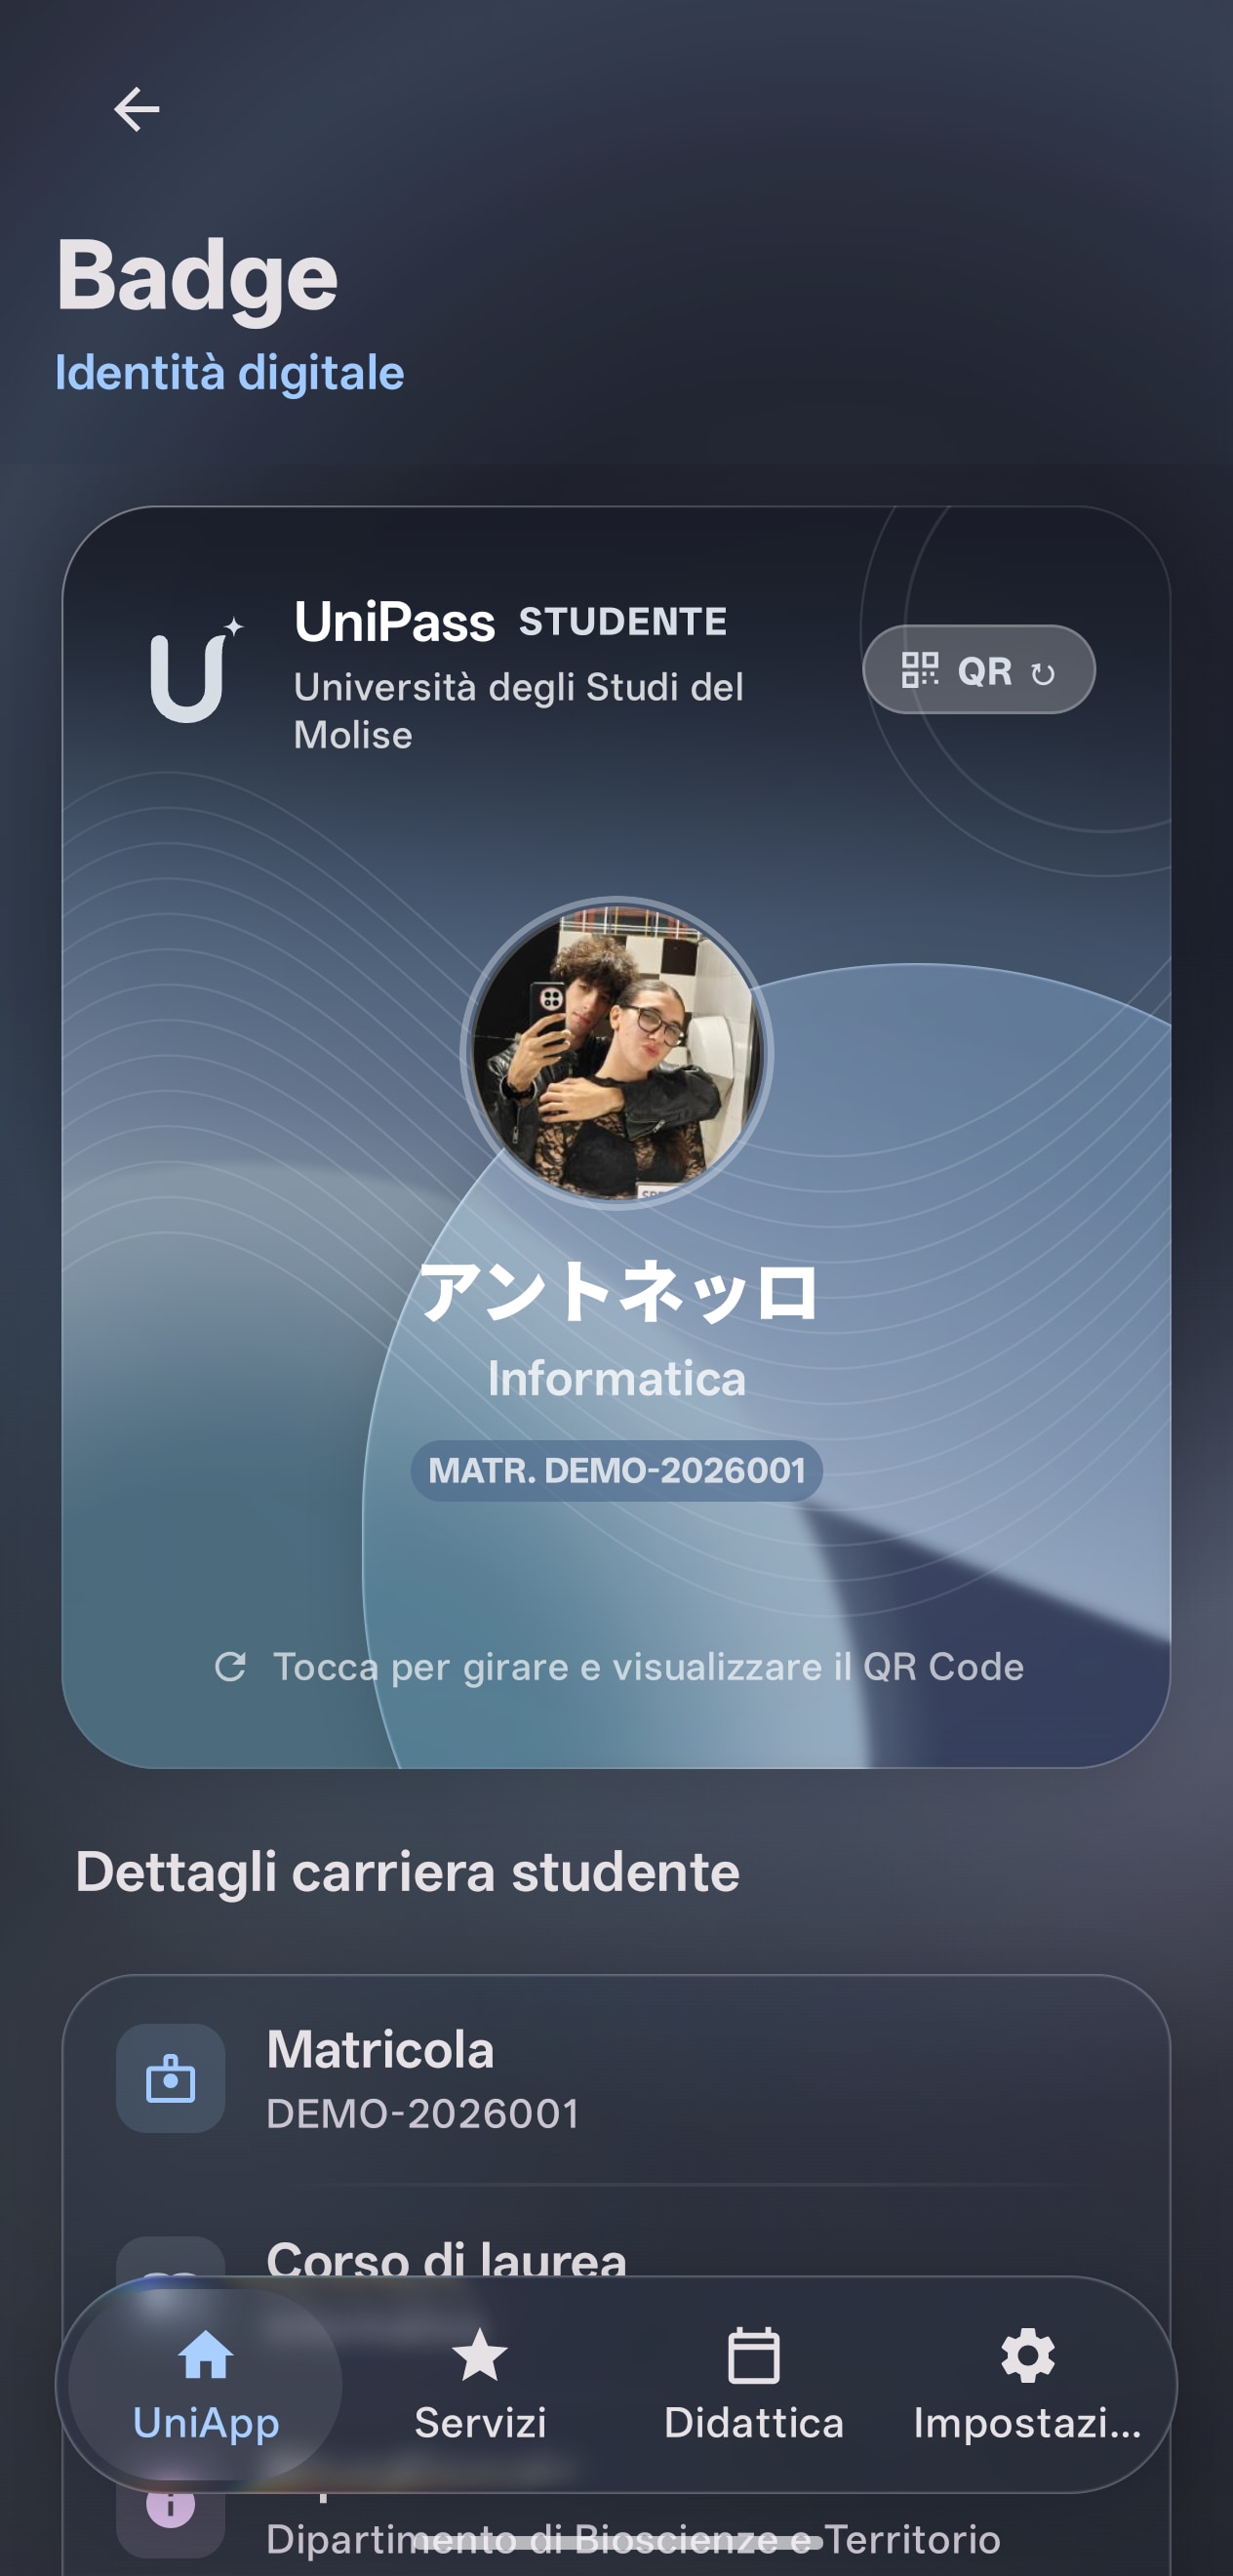 Badge
Identità digitale
UniPass STUDENTE
Università degli Studi del
Molise
QR
アントネッロ
Informatica
MATR. DEMO-2026001
Tocca per girare e visualizzare il QR Code
Dettagli carriera studente
Matricola
DEMO-2026001
Corso di laurea
UniApp
Servizi
Didattica
Impostazi...
Dipartimento di Bioscienze e Territorio